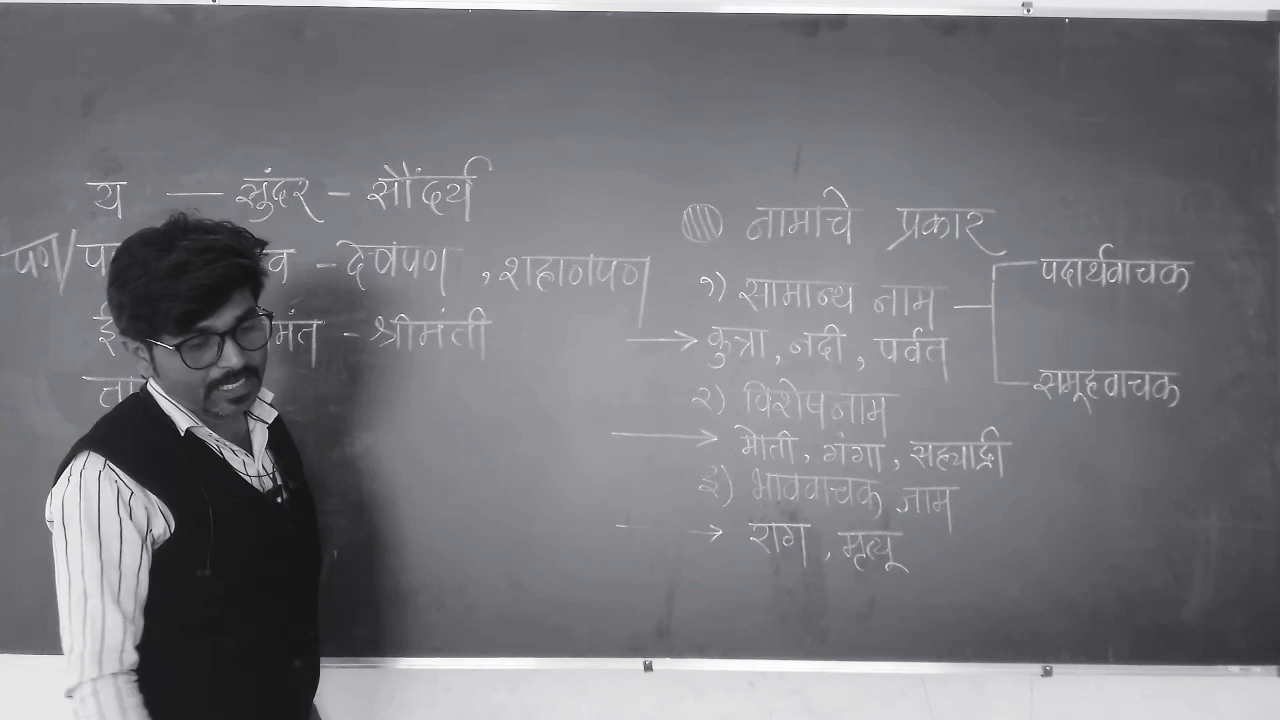 य — सुंदर - सौंदर्य
पण/ - देवपण, शहाणपण
- श्रीमंती
नामाचे प्रकार
१) सामान्य नाम
पदार्थवाचक
समूहवाचक
→ कुत्रा, नदी, पर्वत
२) विशेषनाम
→ मोती, गंगा, सह्याद्री
३) भाववाचक नाम
→ राग, मृत्यू